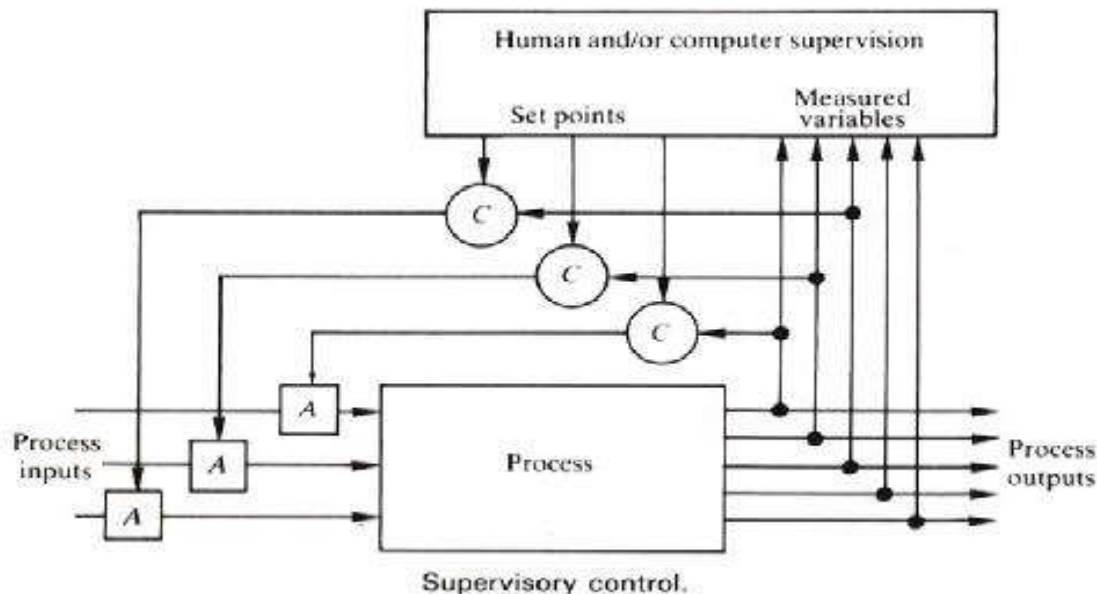 Human and/or computer supervision
Set points
Measured
variables
C
C
C
A
A
A
Process
inputs
Process
Process
outputs
Supervisory control.